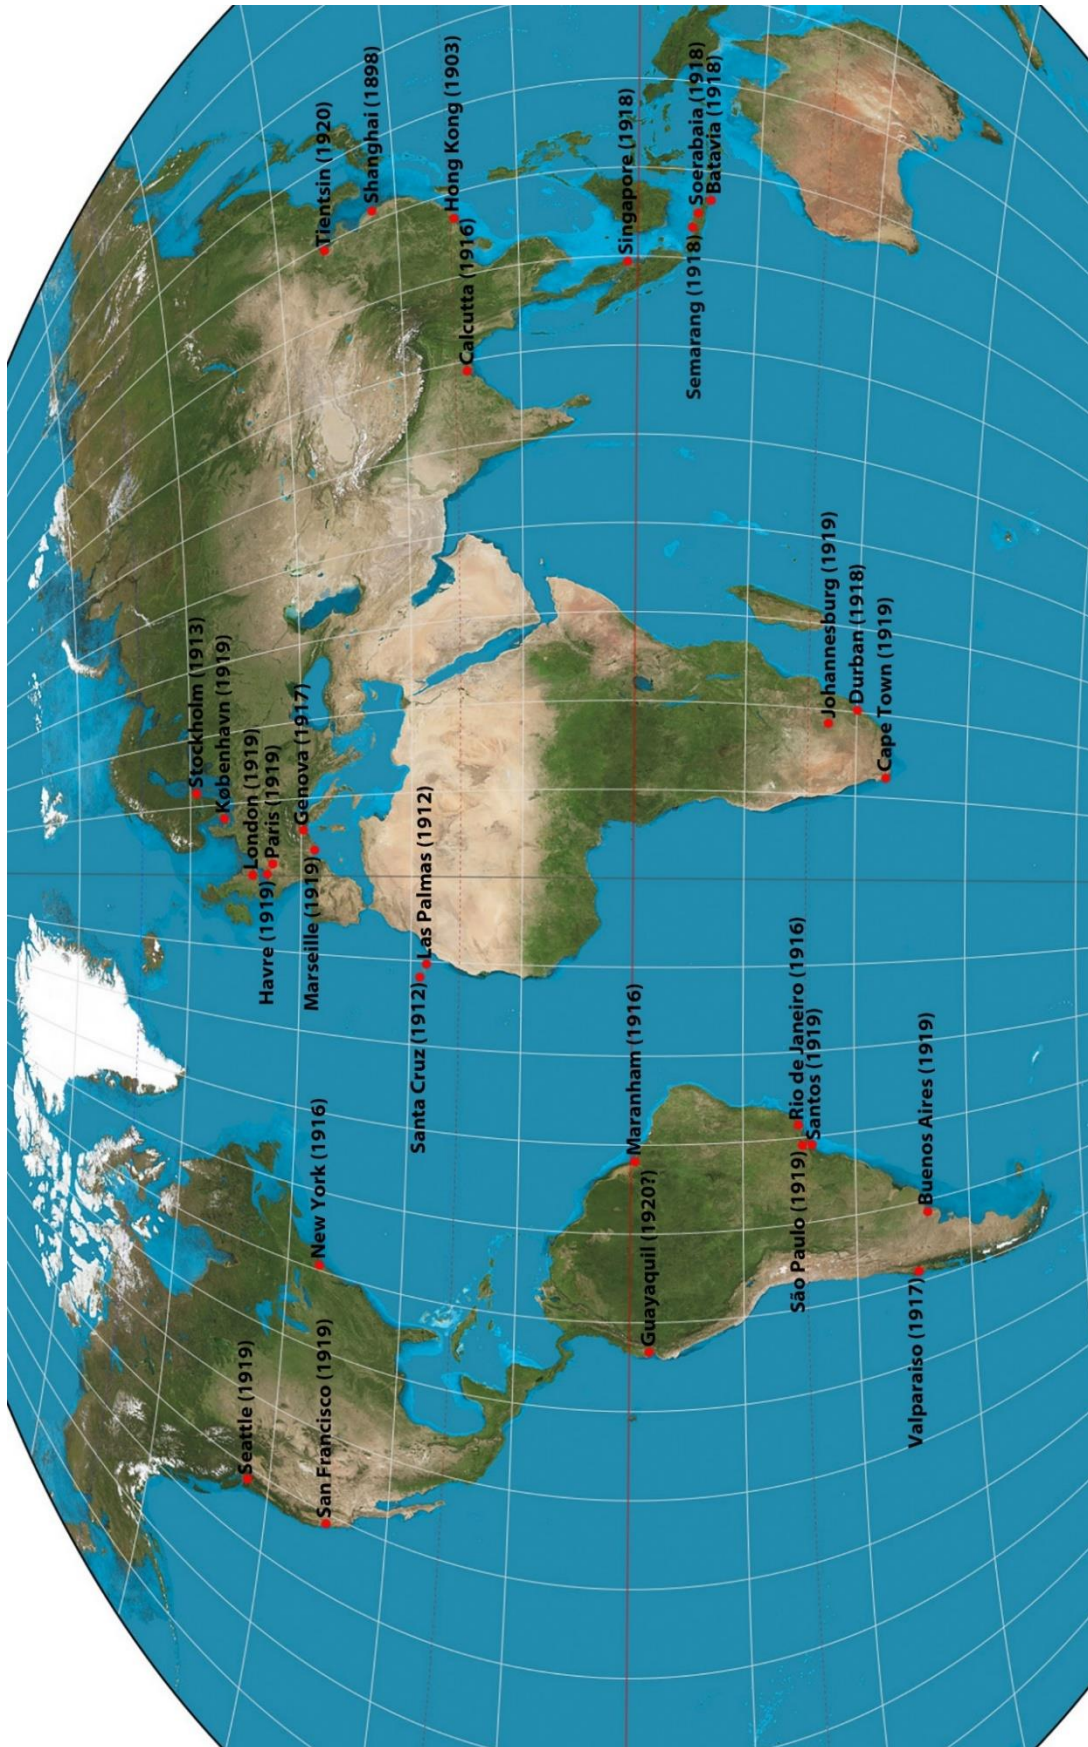 Seattle (1919)
San Francisco (1919)
New York (1916)
Guayaquil (1920?)
Maranham (1916)
São Paulo (1919)
Rio de Janeiro (1916)
Santos (1919)
Valparaiso (1917)
Buenos Aires (1919)
Stockholm (1913)
København (1919)
London (1919)
Havre (1919)
Paris (1919)
Genova (1917)
Marseille (1919)
Santa Cruz (1912)
Las Palmas (1912)
Johannesburg (1919)
Durban (1918)
Cape Town (1919)
Tientsin (1920)
Shanghai (1898)
Hong Kong (1903)
Calcutta (1916)
Singapore (1918)
Semarang (1918)
Soerabaia (1918)
Batavia (1918)